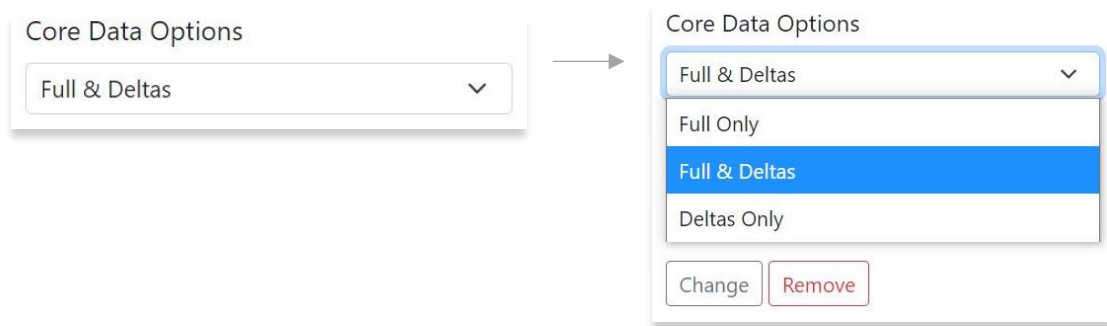 Core Data Options
Full & Deltas
Core Data Options
Full & Deltas
Full Only
Full & Deltas
Deltas Only
Change Remove